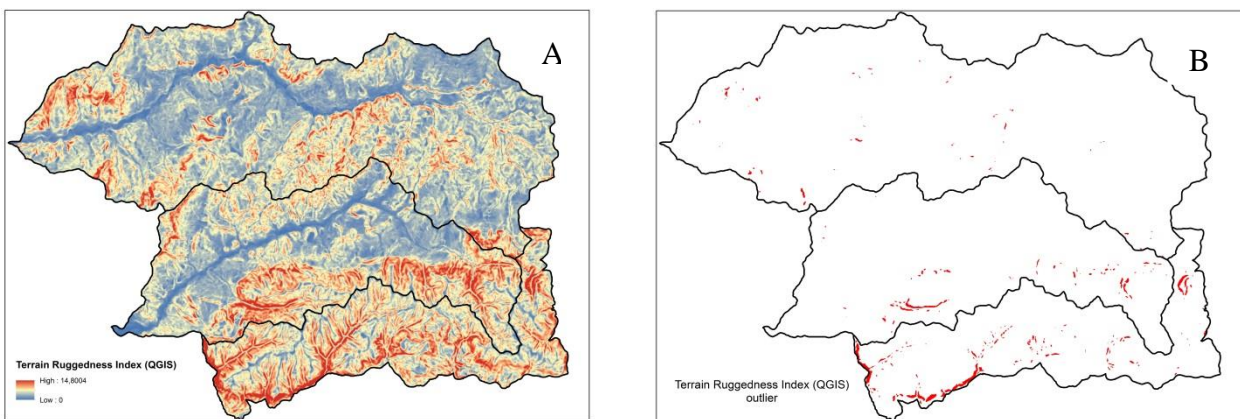 A
Terrain Ruggedness Index (QGIS)
High : 14,8004
Low : 0
B
Terrain Ruggedness Index (QGIS)
outlier